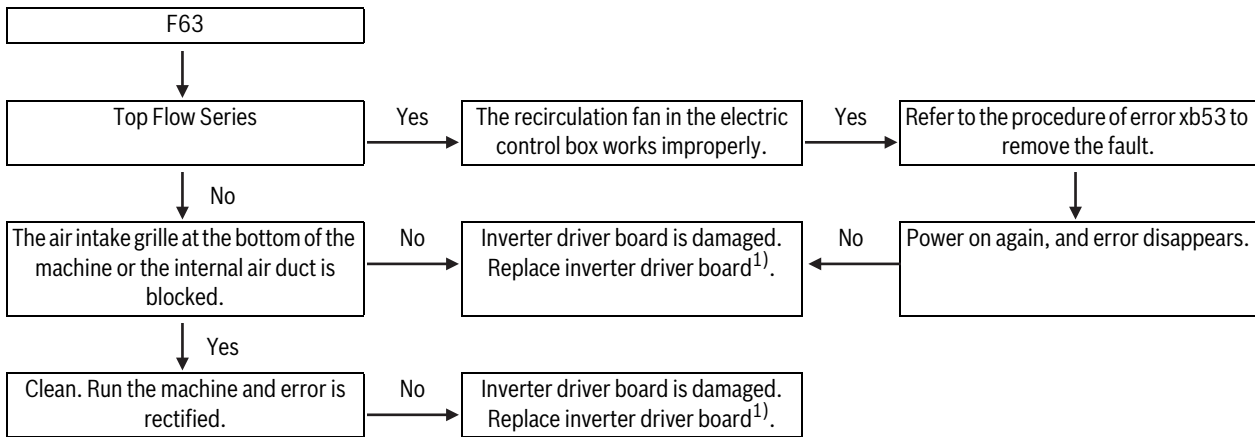 F63
Top Flow Series
Yes
The recirculation fan in the electric
control box works improperly.
Yes
Refer to the procedure of error xb53 to
remove the fault.
No
The air intake grille at the bottom of the
machine or the internal air duct is
blocked.
No
Inverter driver board is damaged.
Replace inverter driver board1).
No
Power on again, and error disappears.
Yes
Clean. Run the machine and error is
rectified.
No
Inverter driver board is damaged.
Replace inverter driver board1).